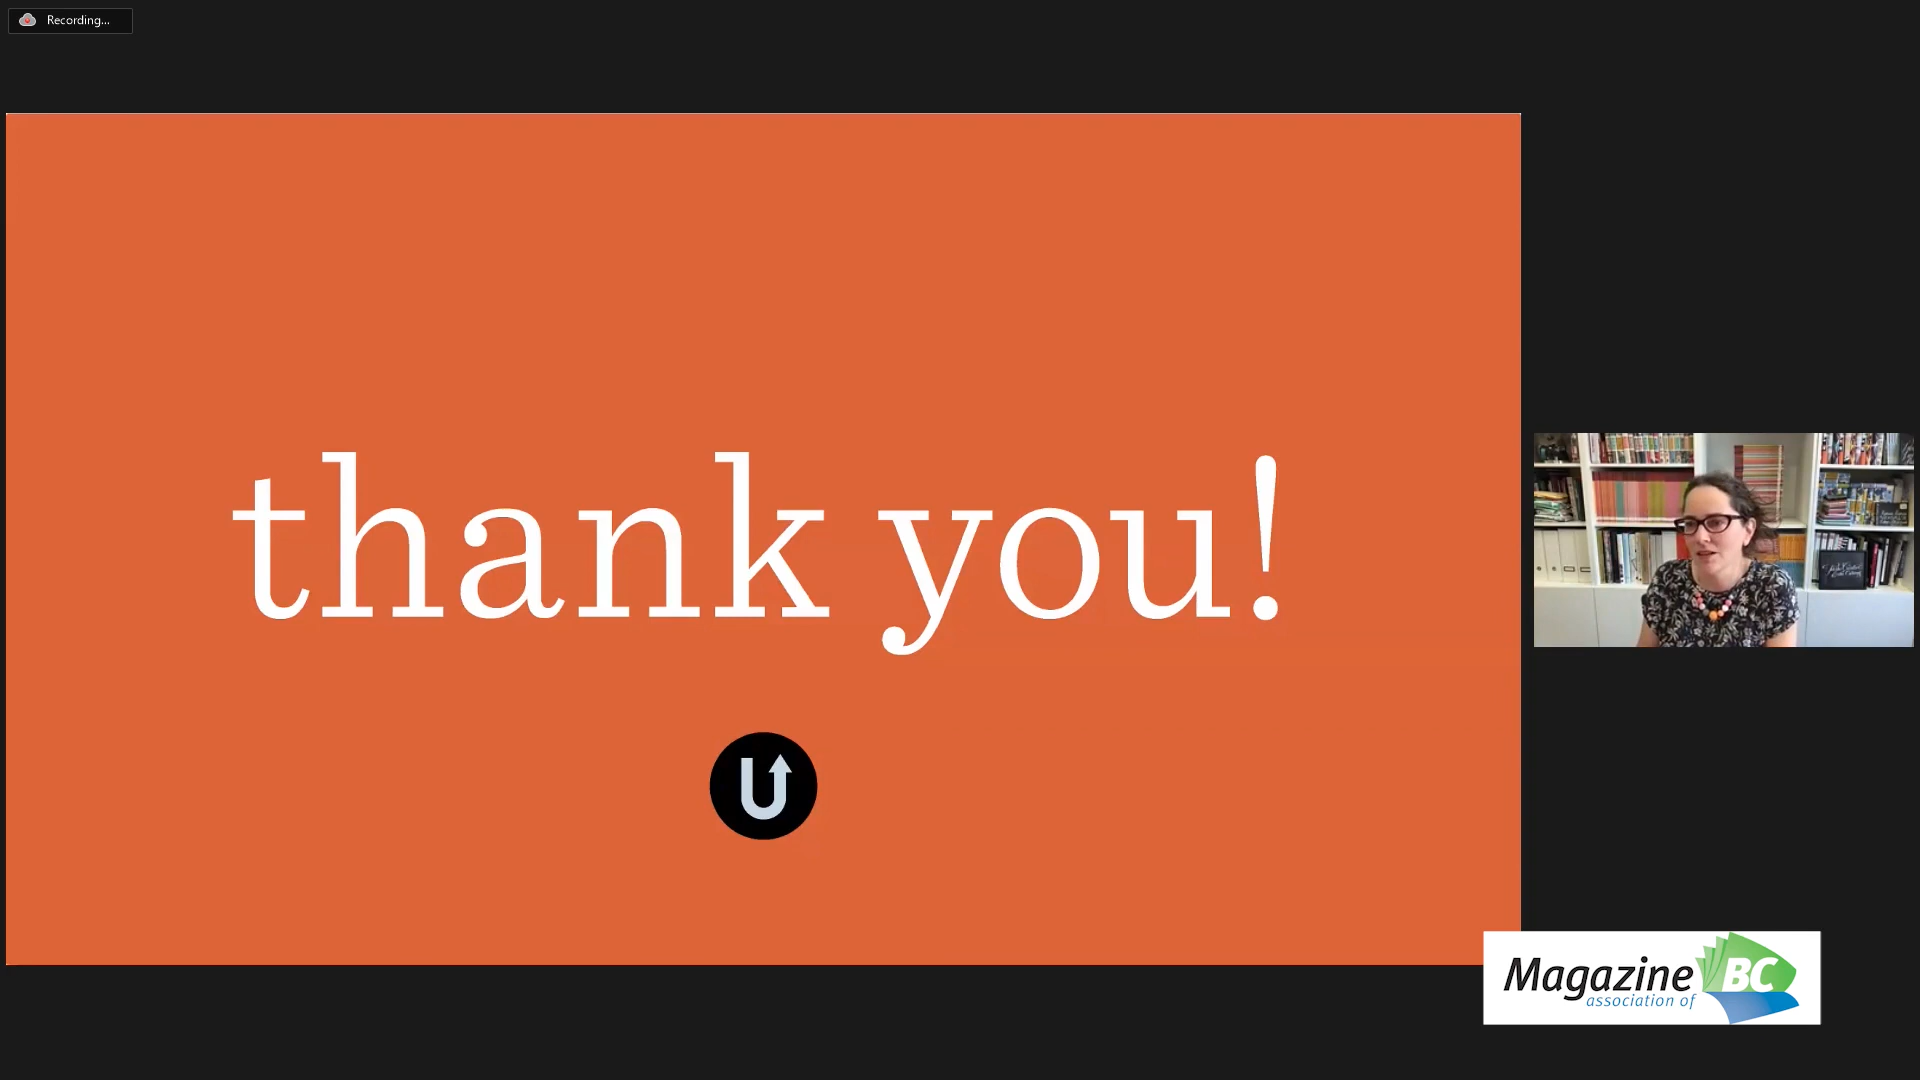 Recording...
thank you!
U
Magazine BC
association of